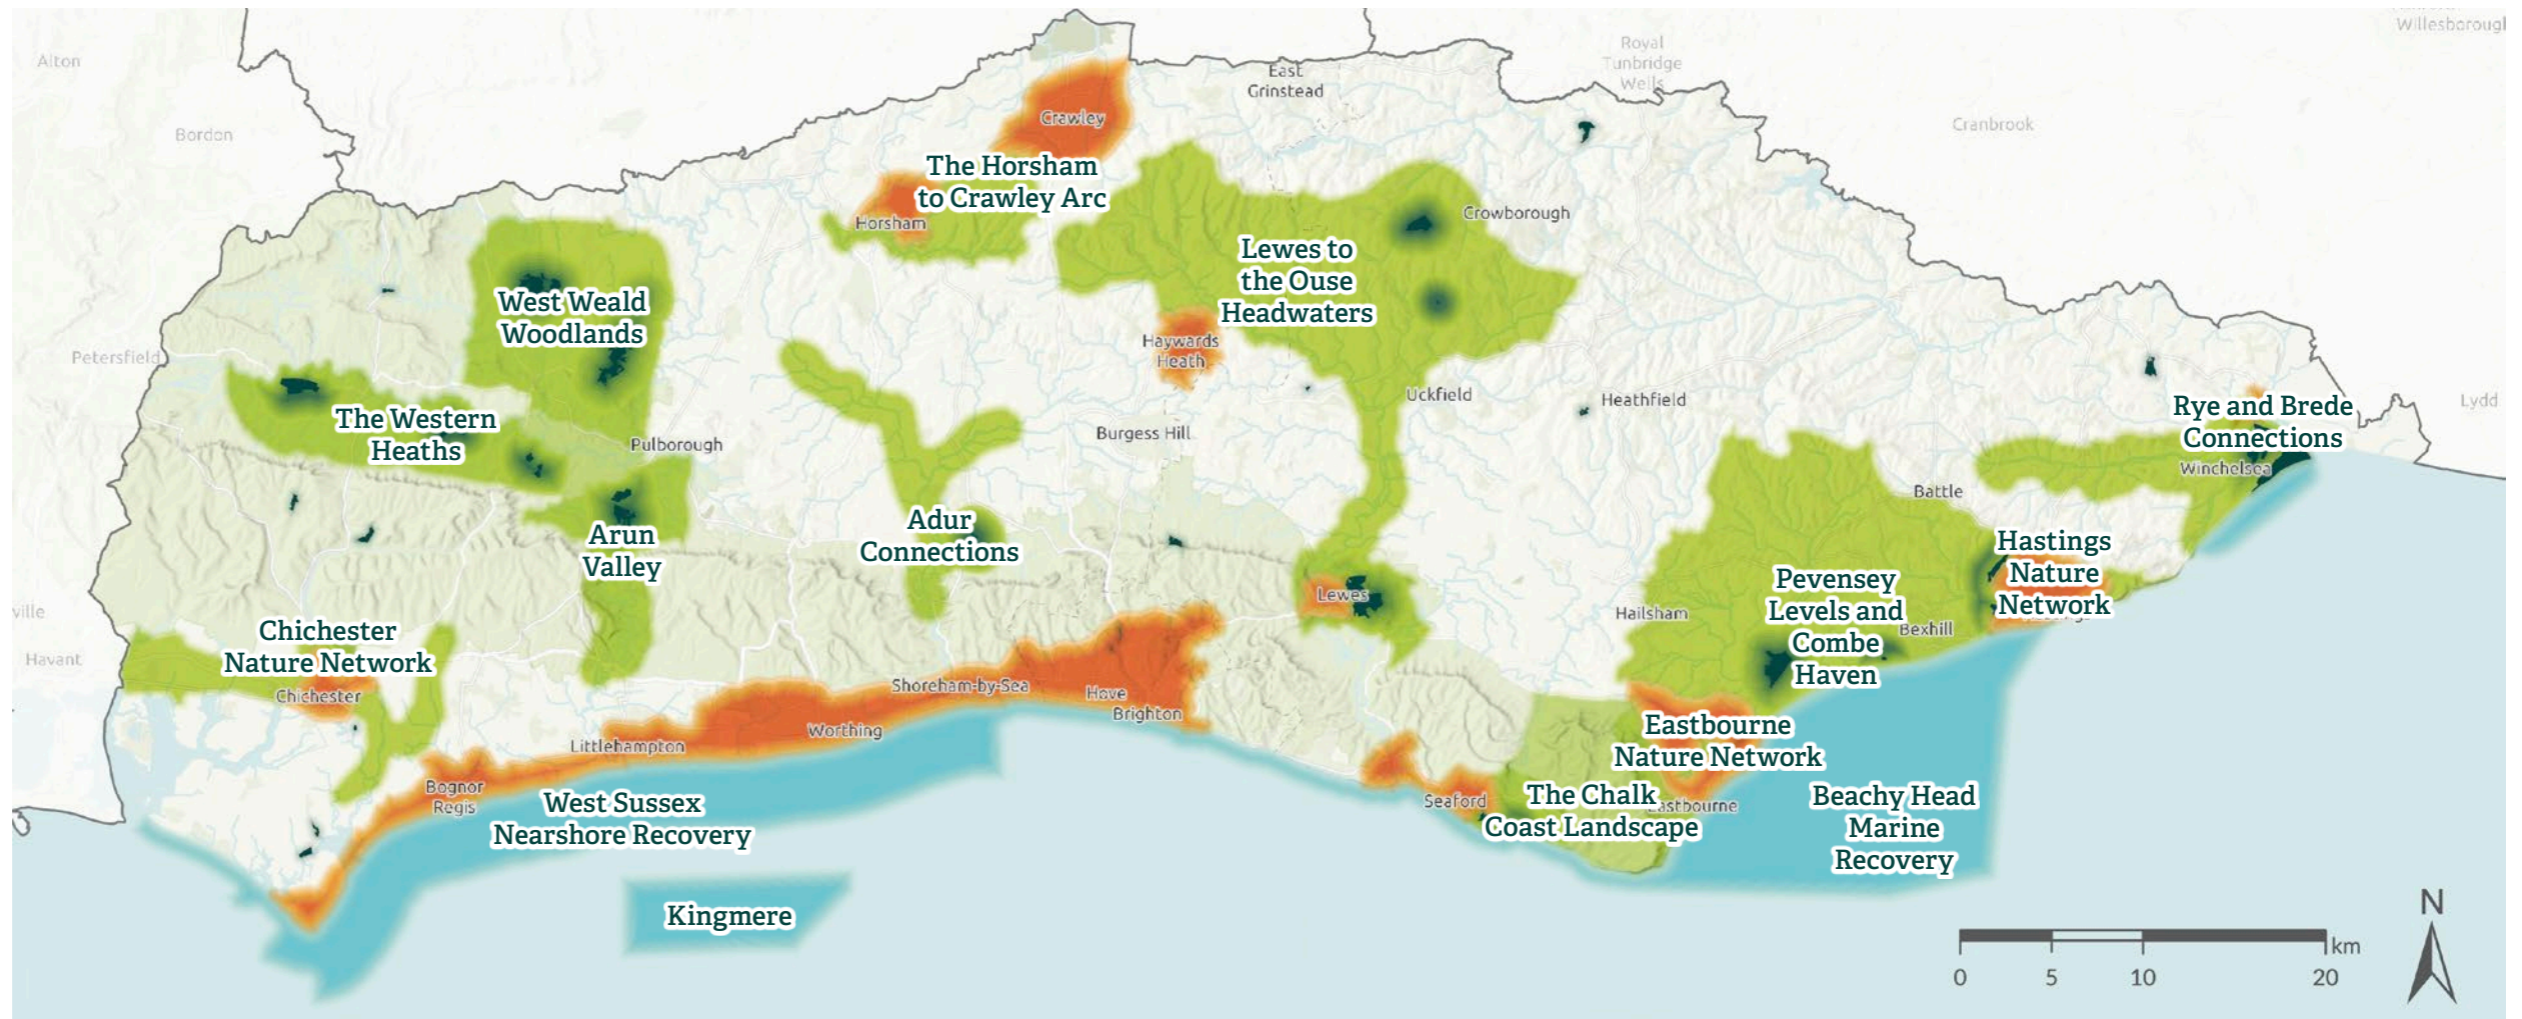 Willesborough
Alton
Royal
Tunbridge
Wells
East
Grinstead
Crawley
Cranbrook
Bordon
The Horsham
to Crawley Arc
Horsham
Crowborough
Lewes to
the Ouse
Headwaters
West Weald
Woodlands
Haywards
Heath
Petersfield
Uckfield
Heathfield
Lydd
The Western
Heaths
Rye and Brede
Connections
Winchelsea
Burgess Hill
Pulborough
Battle
Arun
Valley
Adur
Connections
Hastings
Nature
Network
Pevensey
Levels and
Combe
Haven
Lewes
Hailsham
Bexhill
ville
Havant
Chichester
Nature Network
Chichester
Shoreham-by-Sea
Hove
Brighton
Worthing
Littlehampton
Eastbourne
Nature Network
Bognor
Regis
West Sussex
Nearshore Recovery
Seaford
The Chalk
Coast Landscape
Eastbourne
Beachy Head
Marine
Recovery
Kingmere
N
km
0 5 10 20